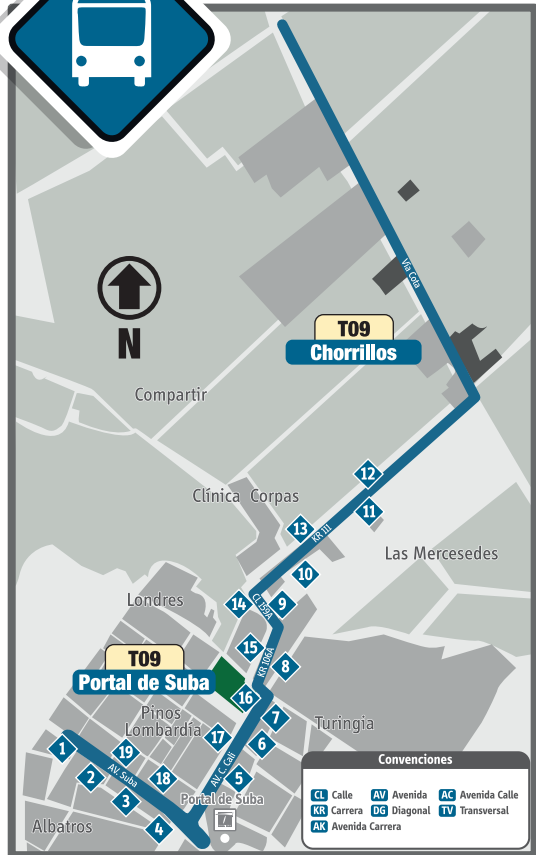 Vía Cota
T09
Chorrillos
N
Compartir
12
Clínica Corpas
11
13
KR 111
Las Mercesedes
10
Londres
14
CL 159A
9
15
KR 106A
8
T09
Portal de Suba
16
Pinos
Lombardía
7
Turingia
17
6
1
19
AV. Suba
AV. C. Cali
2
18
5
3
Portal de Suba
Albatros
4
Convenciones
CL Calle
AV Avenida
AC Avenida Calle
KR Carrera
DG Diagonal
TV Transversal
AK Avenida Carrera